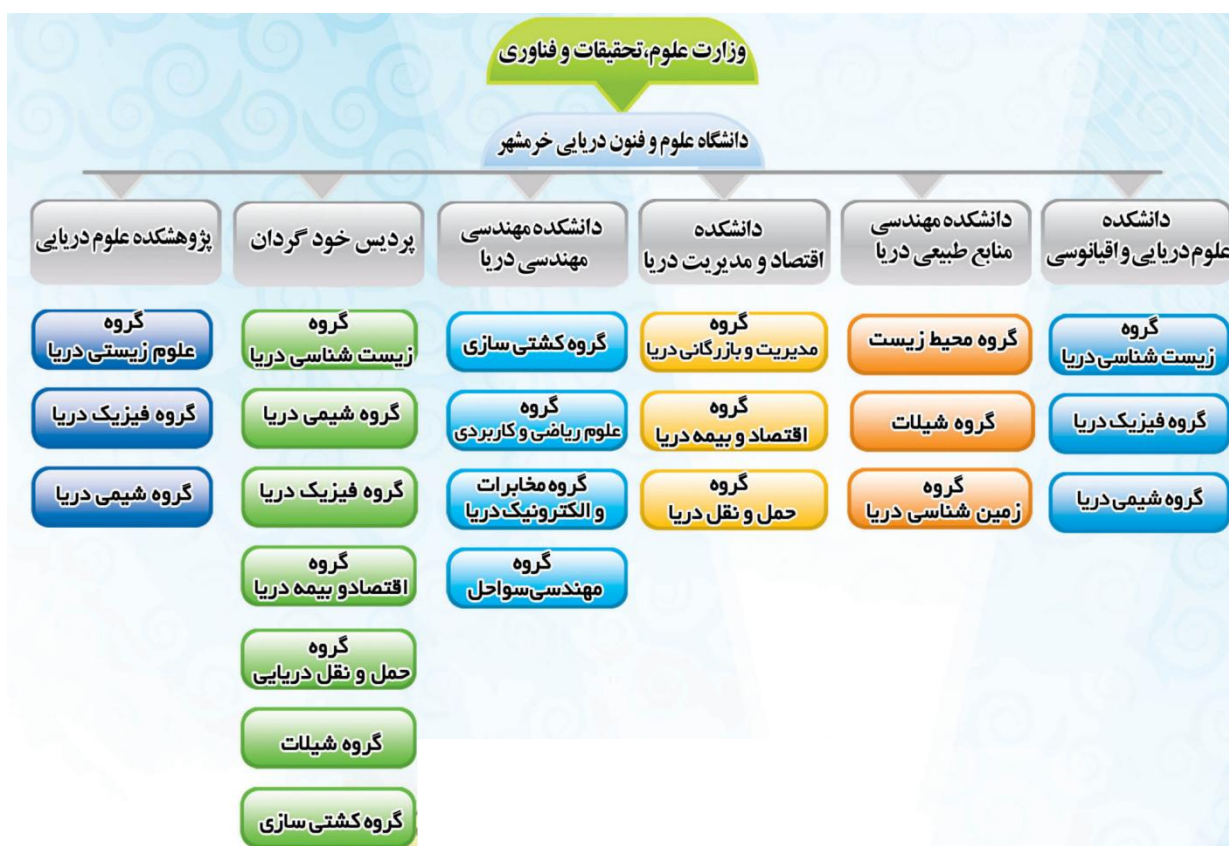 وزارت علوم،تحقیقات و فناوری
دانشگاه علوم و فنون دریایی خرمشهر
دانشکده
علوم دریایی و اقیانوسی
گروه
زیست شناسی دریا
گروه فیزیک دریا
گروه شیمی دریا
دانشکده مهندسی
منابع طبیعی دریا
گروه محیط زیست
گروه شیلات
گروه
زمین شناسی دریا
دانشکده
اقتصاد و مدیریت دریا
گروه
مدیریت و بازرگانی دریا
گروه
اقتصاد و بیمه دریا
گروه
حمل و نقل دریا
دانشکده مهندسی
مهندسی دریا
گروه کشتی سازی
گروه
علوم ریاضی و کاربردی
گروه مخابرات
و الکترونیک دریا
گروه
مهندسی سواحل
پردیس خود گردان
گروه
زیست شناسی دریا
گروه شیمی دریا
گروه فیزیک دریا
گروه
اقتصادو بیمه دریا
گروه
حمل و نقل دریایی
گروه شیلات
گروه کشتی سازی
پژوهشکده علوم دریایی
گروه
علوم زیستی دریا
گروه فیزیک دریا
گروه شیمی دریا